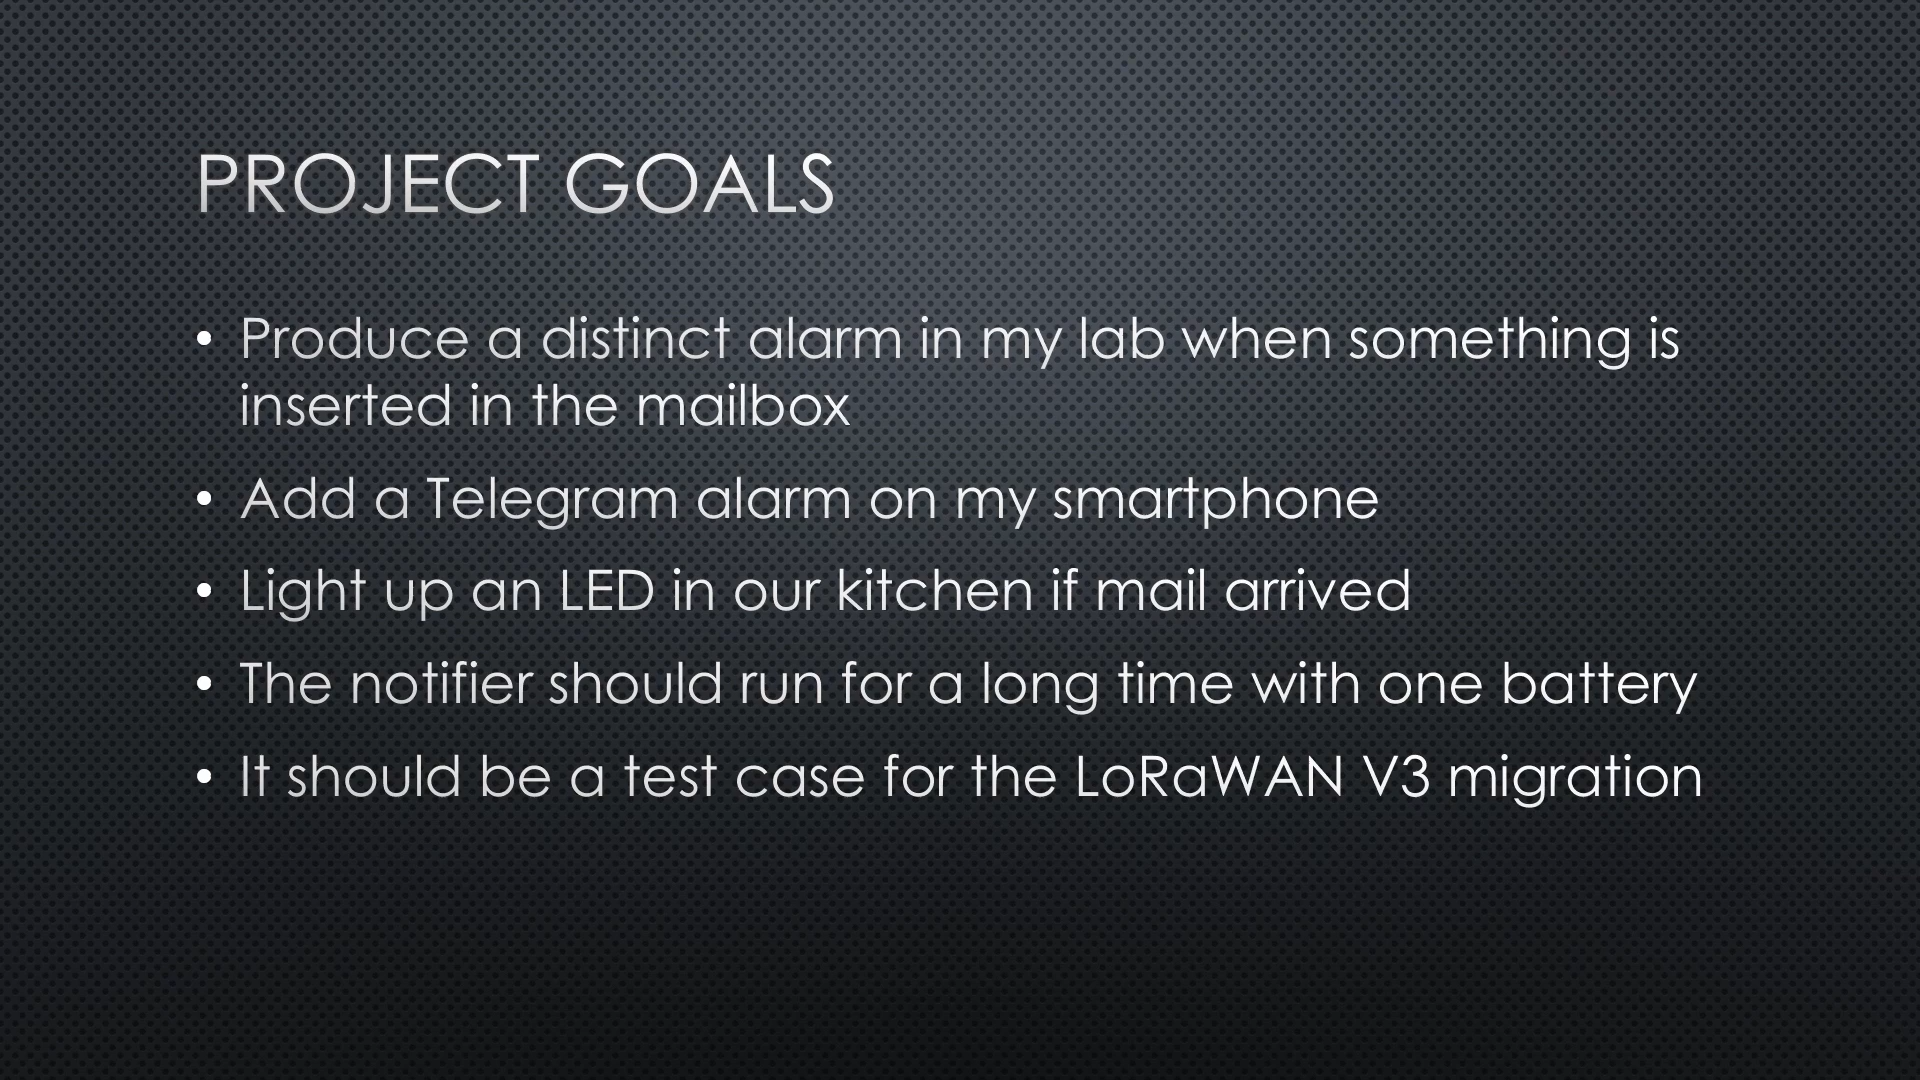 PROJECT GOALS
• Produce a distinct alarm in my lab when something is
inserted in the mailbox
• Add a Telegram alarm on my smartphone
• Light up an LED in our kitchen if mail arrived
• The notifier should run for a long time with one battery
• It should be a test case for the LoRaWAN V3 migration